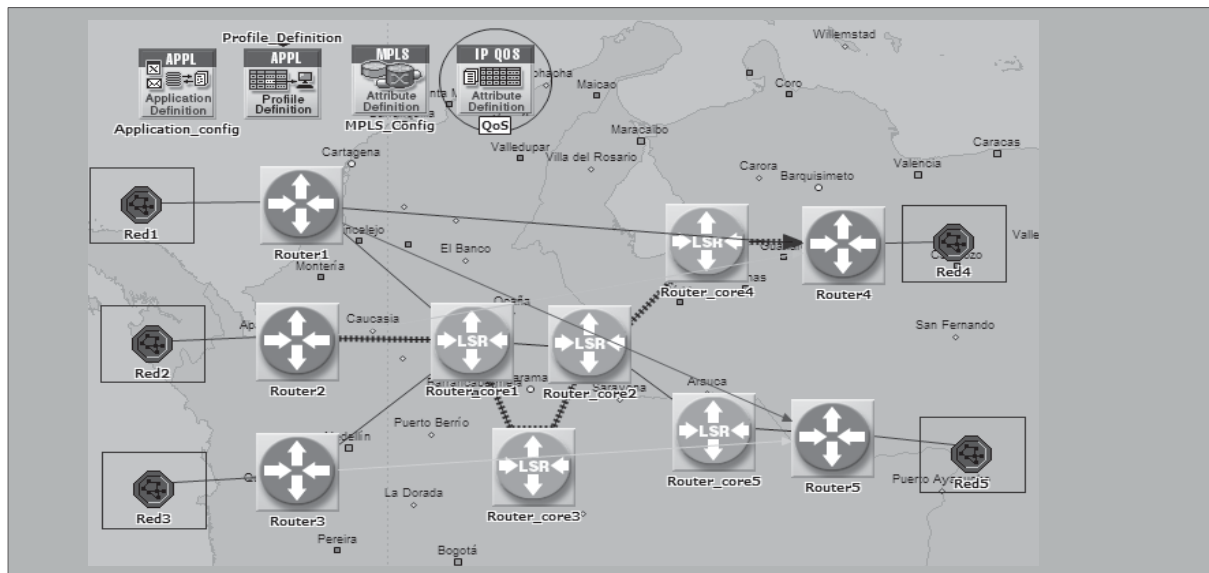 Willemstad
Profile_Definition
APPL
APPL
MPLS
IP QOS
Maicao
Coro
Application
Definition
Profile
Definition
Attribute
Definition
Attribute
Definition
Application_config
MPLS_Config
QoS
Maracaibo
Caracas
Cartagena
Valledupar
Villa del Rosario
Carora
Valencia
Barquisimeto
Red1
Router1
El Banco
Montería
LSR
Router_core4
Router4
Red4
Valle
Caucasia
Ocaña
San Fernando
LSR
LSR
Red2
Router2
Router_core1
Router_core2
Arauca
Puerto Berrío
LSR
LSR
Router_core5
Router5
Red5
Red3
Router3
La Dorada
Router_core3
Pereira
Bogotá